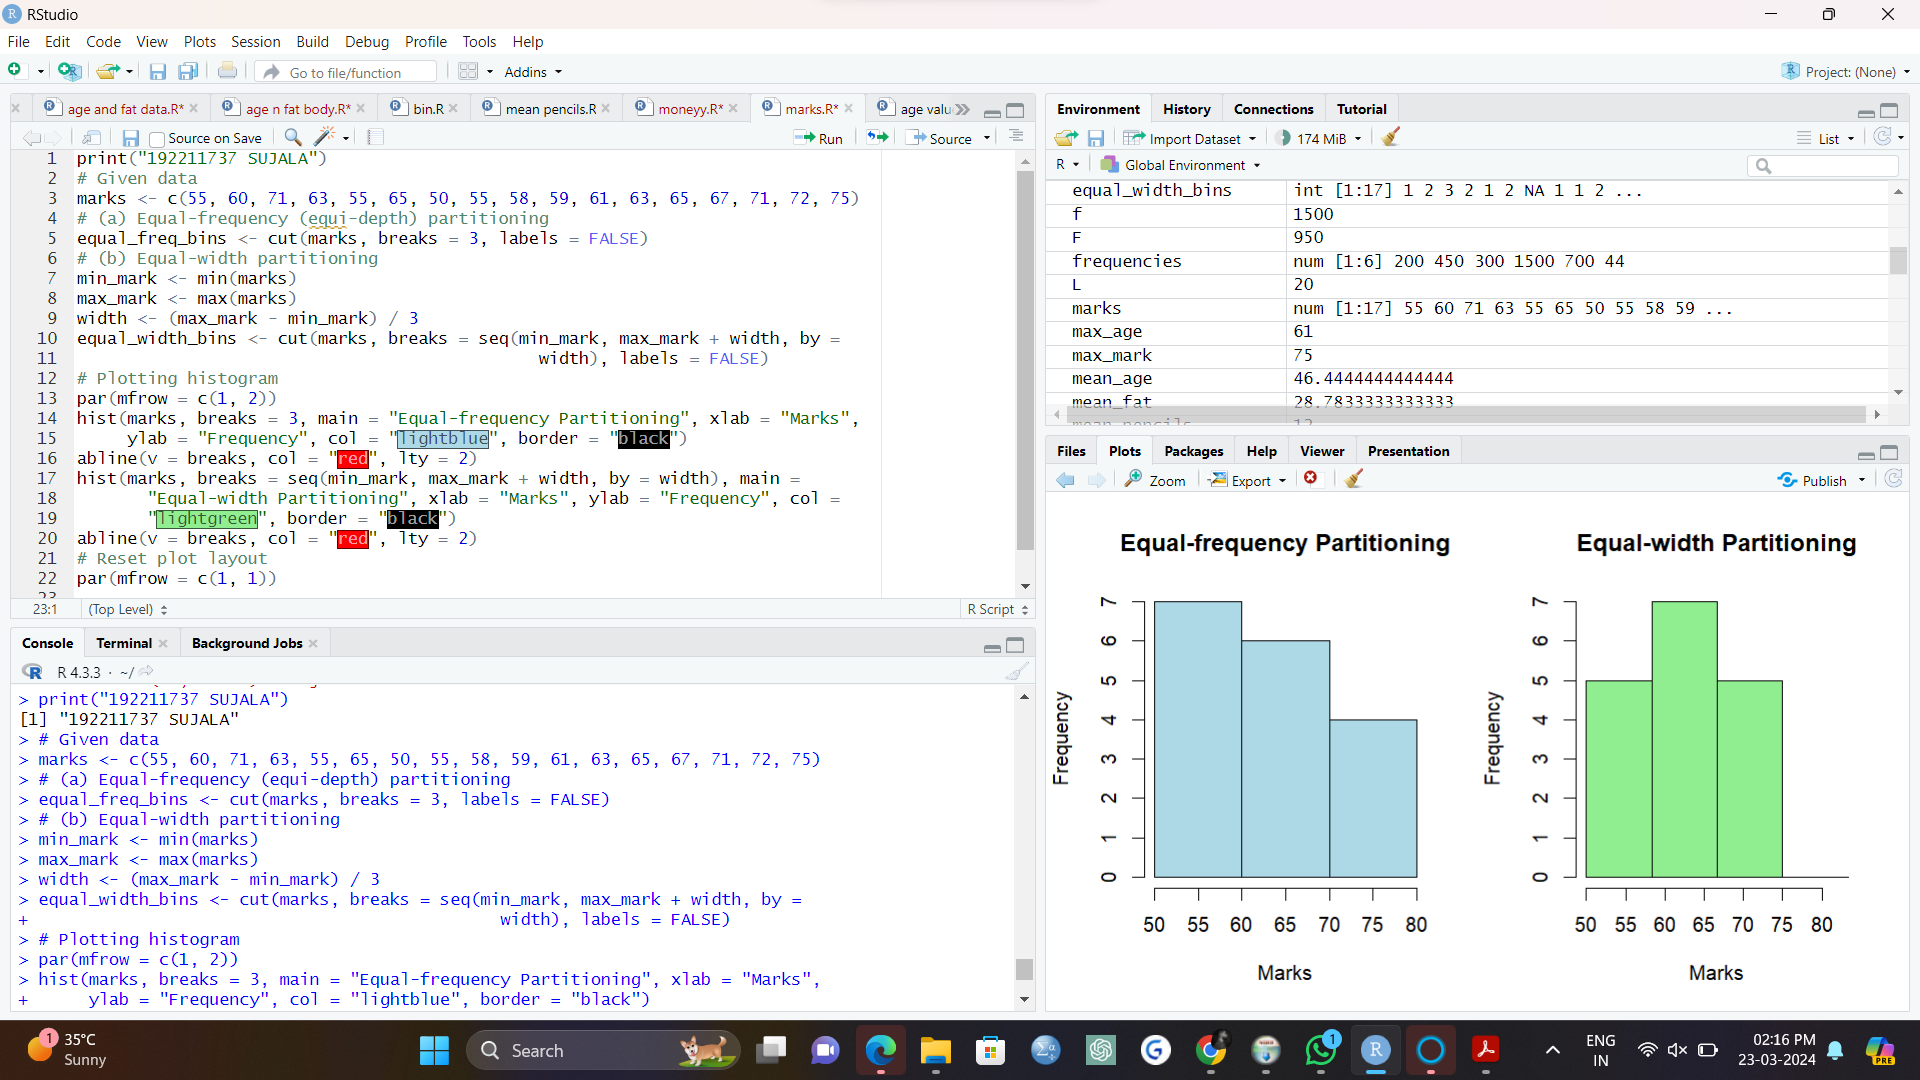 RStudio
File Edit Code View Plots Session Build Debug Profile Tools Help
Go to file/function Addins Project: (None)
age and fat data.R* age n fat body.R* bin.R mean pencils.R moneyy.R* marks.R* age valu
Source on Save Run Source
1 print("192211737 SUJALA")
2 # Given data
3 marks <- c(55, 60, 71, 63, 55, 65, 50, 55, 58, 59, 61, 63, 65, 67, 71, 72, 75)
4 # (a) Equal-frequency (equi-depth) partitioning
5 equal_freq_bins <- cut(marks, breaks = 3, labels = FALSE)
6 # (b) Equal-width partitioning
7 min_mark <- min(marks)
8 max_mark <- max(marks)
9 width <- (max_mark - min_mark) / 3
10 equal_width_bins <- cut(marks, breaks = seq(min_mark, max_mark + width, by =
11 width), labels = FALSE)
12 # Plotting histogram
13 par(mfrow = c(1, 2))
14 hist(marks, breaks = 3, main = "Equal-frequency Partitioning", xlab = "Marks",
15 ylab = "Frequency", col = "lightblue", border = "black")
16 abline(v = breaks, col = "red", lty = 2)
17 hist(marks, breaks = seq(min_mark, max_mark + width, by = width), main =
18 "Equal-width Partitioning", xlab = "Marks", ylab = "Frequency", col =
19 "lightgreen", border = "black")
20 abline(v = breaks, col = "red", lty = 2)
21 # Reset plot layout
22 par(mfrow = c(1, 1))
23
23:1 (Top Level) R Script
Console Terminal Background Jobs
R 4.3.3 · ~/
> print("192211737 SUJALA")
[1] "192211737 SUJALA"
> # Given data
> marks <- c(55, 60, 71, 63, 55, 65, 50, 55, 58, 59, 61, 63, 65, 67, 71, 72, 75)
> # (a) Equal-frequency (equi-depth) partitioning
> equal_freq_bins <- cut(marks, breaks = 3, labels = FALSE)
> # (b) Equal-width partitioning
> min_mark <- min(marks)
> max_mark <- max(marks)
> width <- (max_mark - min_mark) / 3
> equal_width_bins <- cut(marks, breaks = seq(min_mark, max_mark + width, by =
+ width), labels = FALSE)
> # Plotting histogram
> par(mfrow = c(1, 2))
> hist(marks, breaks = 3, main = "Equal-frequency Partitioning", xlab = "Marks",
+ ylab = "Frequency", col = "lightblue", border = "black")
Environment History Connections Tutorial
Import Dataset 174 MiB List
R Global Environment
equal_width_bins int [1:17] 1 2 3 2 1 2 NA 1 1 2 ...
f 1500
F 950
frequencies num [1:6] 200 450 300 1500 700 44
L 20
marks num [1:17] 55 60 71 63 55 65 50 55 58 59 ...
max_age 61
max_mark 75
mean_age 46.4444444444444
mean_fat 28.7833333333333
mean_pencils 12
Files Plots Packages Help Viewer Presentation
Zoom Export Publish
Equal-frequency Partitioning
Frequency
0 1 2 3 4 5 6 7
50 55 60 65 70 75 80
Marks
Equal-width Partitioning
Frequency
0 1 2 3 4 5 6 7
50 55 60 65 70 75 80
Marks
1
35°C
Sunny
Search
1
PRE
ENG
IN
02:16 PM
23-03-2024